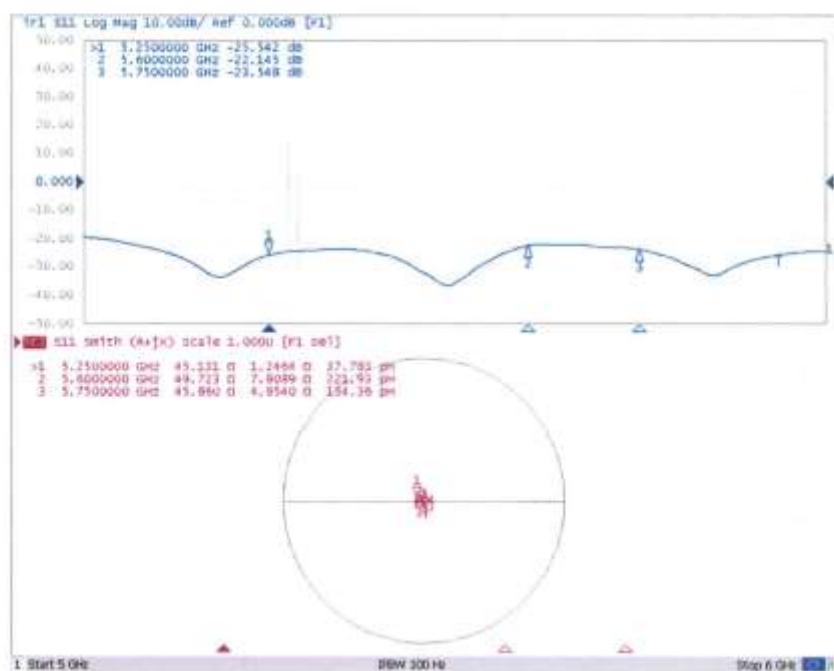 Tr1 S11 Log Mag 10.00dB/ Ref 0.000dB [F1]
50.00
>1 5.2500000 GHz -25.542 dB
2 5.6000000 GHz -22.145 dB
3 5.7500000 GHz -23.548 dB
40.00
30.00
20.00
10.00
0.000
-10.00
-20.00
-30.00
-40.00
-50.00
1
2
3
S11 Smith (R+jX) Scale 1.000U [F1 Del]
>1 5.2500000 GHz 45.131 Ω 1.2464 Ω 37.783 pH
2 5.6000000 GHz 49.723 Ω 7.8089 Ω 221.93 pH
3 5.7500000 GHz 45.860 Ω 4.8540 Ω 134.36 pH
1 Start 5 GHz
IFBW 300 Hz
Stop 6 GHz